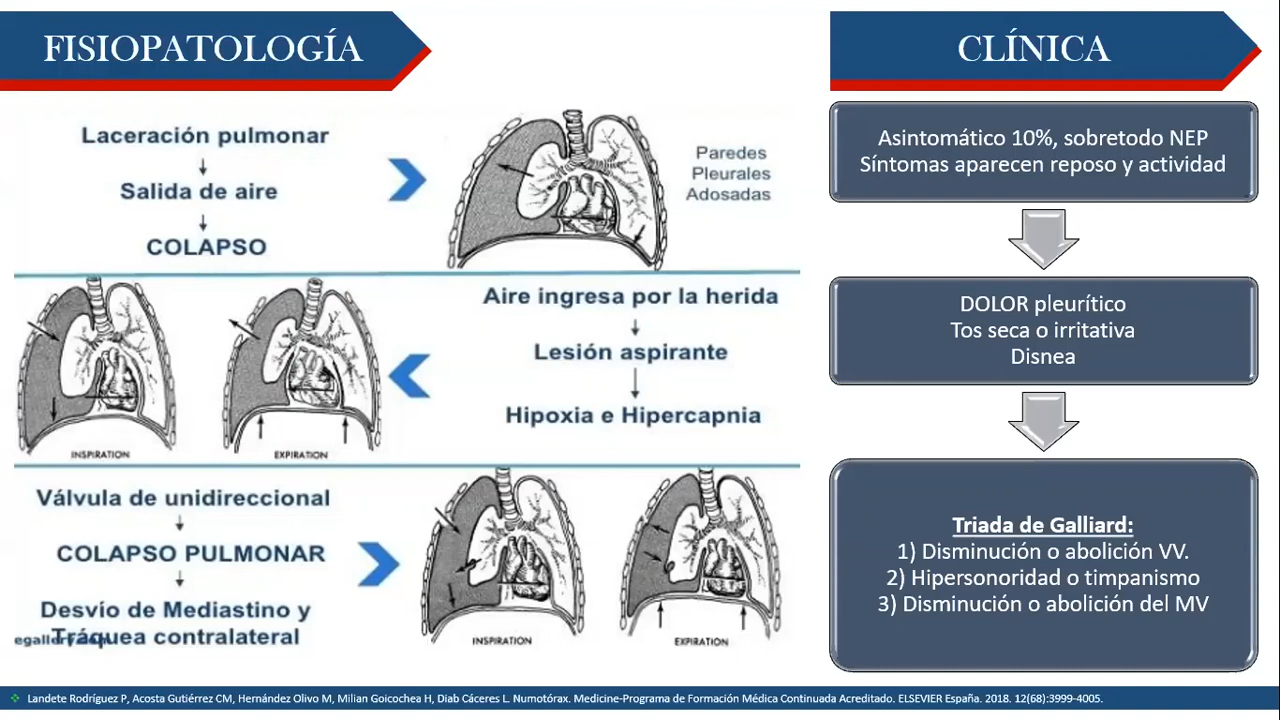 FISIOPATOLOGÍA
Laceración pulmonar
Salida de aire
COLAPSO
Paredes
Pleurales
Adosadas
Aire ingresa por la herida
Lesión aspirante
Hipoxia e Hipercapnia
INSPIRATION
EXPIRATION
Válvula de unidireccional
COLAPSO PULMONAR
Desvío de Mediastino y
Tráquea contralateral
INSPIRATION
EXPIRATION
CLÍNICA
Asintomático 10%, sobretodo NEP
Síntomas aparecen reposo y actividad
DOLOR pleurítico
Tos seca o irritativa
Disnea
Triada de Galliard:
1) Disminución o abolición VV.
2) Hipersonoridad o timpanismo
3) Disminución o abolición del MV
Landete Rodríguez P, Acosta Gutiérrez CM, Hernández Olivo M, Milian Goicochea H, Diab Cáceres L. Numotórax. Medicine-Programa de Formación Médica Continuada Acreditado. ELSEVIER España. 2018. 12(68):3999-4005.